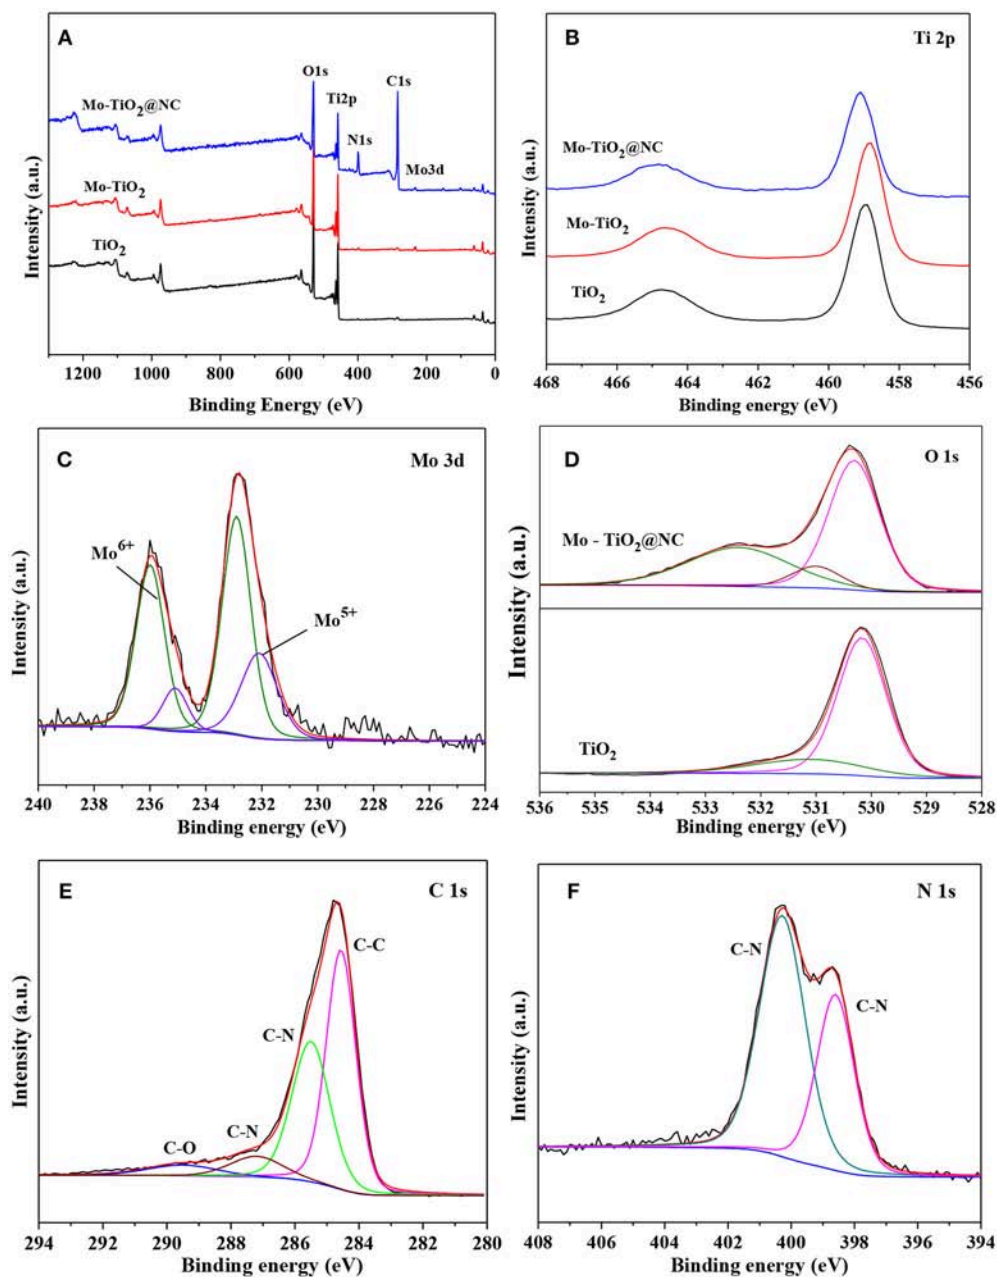 A
O1s
C1s
Ti2p
Mo-TiO₂@NC
N1s
Mo3d
Mo-TiO₂
TiO₂
Intensity (a.u.)
1200 1000 800 600 400 200 0
Binding Energy (eV)
B
Ti 2p
Mo-TiO₂@NC
Mo-TiO₂
TiO₂
Intensity (a.u.)
468 466 464 462 460 458 456
Binding energy (eV)
C
Mo 3d
Mo⁶⁺
Mo⁵⁺
Intensity (a.u.)
240 238 236 234 232 230 228 226 224
Binding energy (eV)
D
O 1s
Mo - TiO₂@NC
TiO₂
Intensity (a.u.)
536 535 534 533 532 531 530 529 528
Binding energy (eV)
E
C 1s
C-C
C-N
C-N
C-O
Intensity (a.u.)
294 292 290 288 286 284 282 280
Binding energy (eV)
F
N 1s
C-N
C-N
Intensity (a.u.)
408 406 404 402 400 398 396 394
Binding energy (eV)